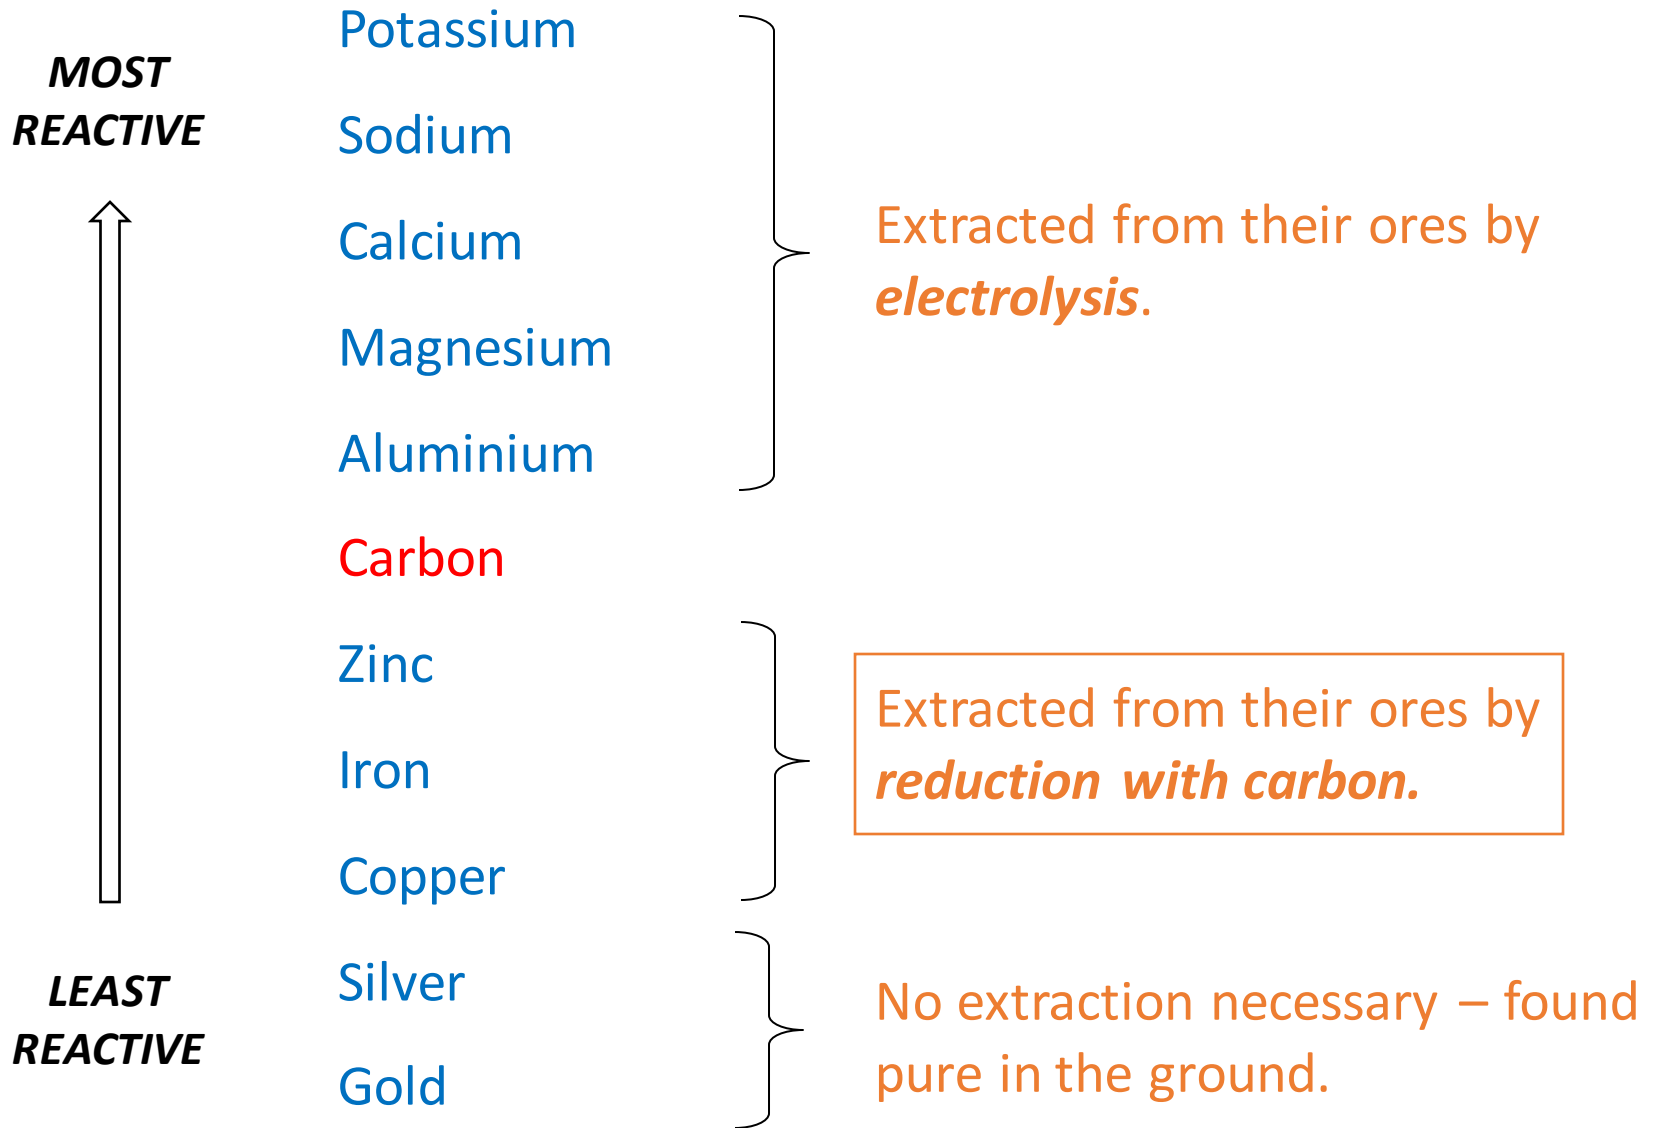 MOST
REACTIVE
Potassium
Sodium
Calcium
Magnesium
Aluminium
Carbon
Zinc
Iron
Copper
Silver
Gold
LEAST
REACTIVE
Extracted from their ores by
electrolysis.
Extracted from their ores by
reduction with carbon.
No extraction necessary – found
pure in the ground.